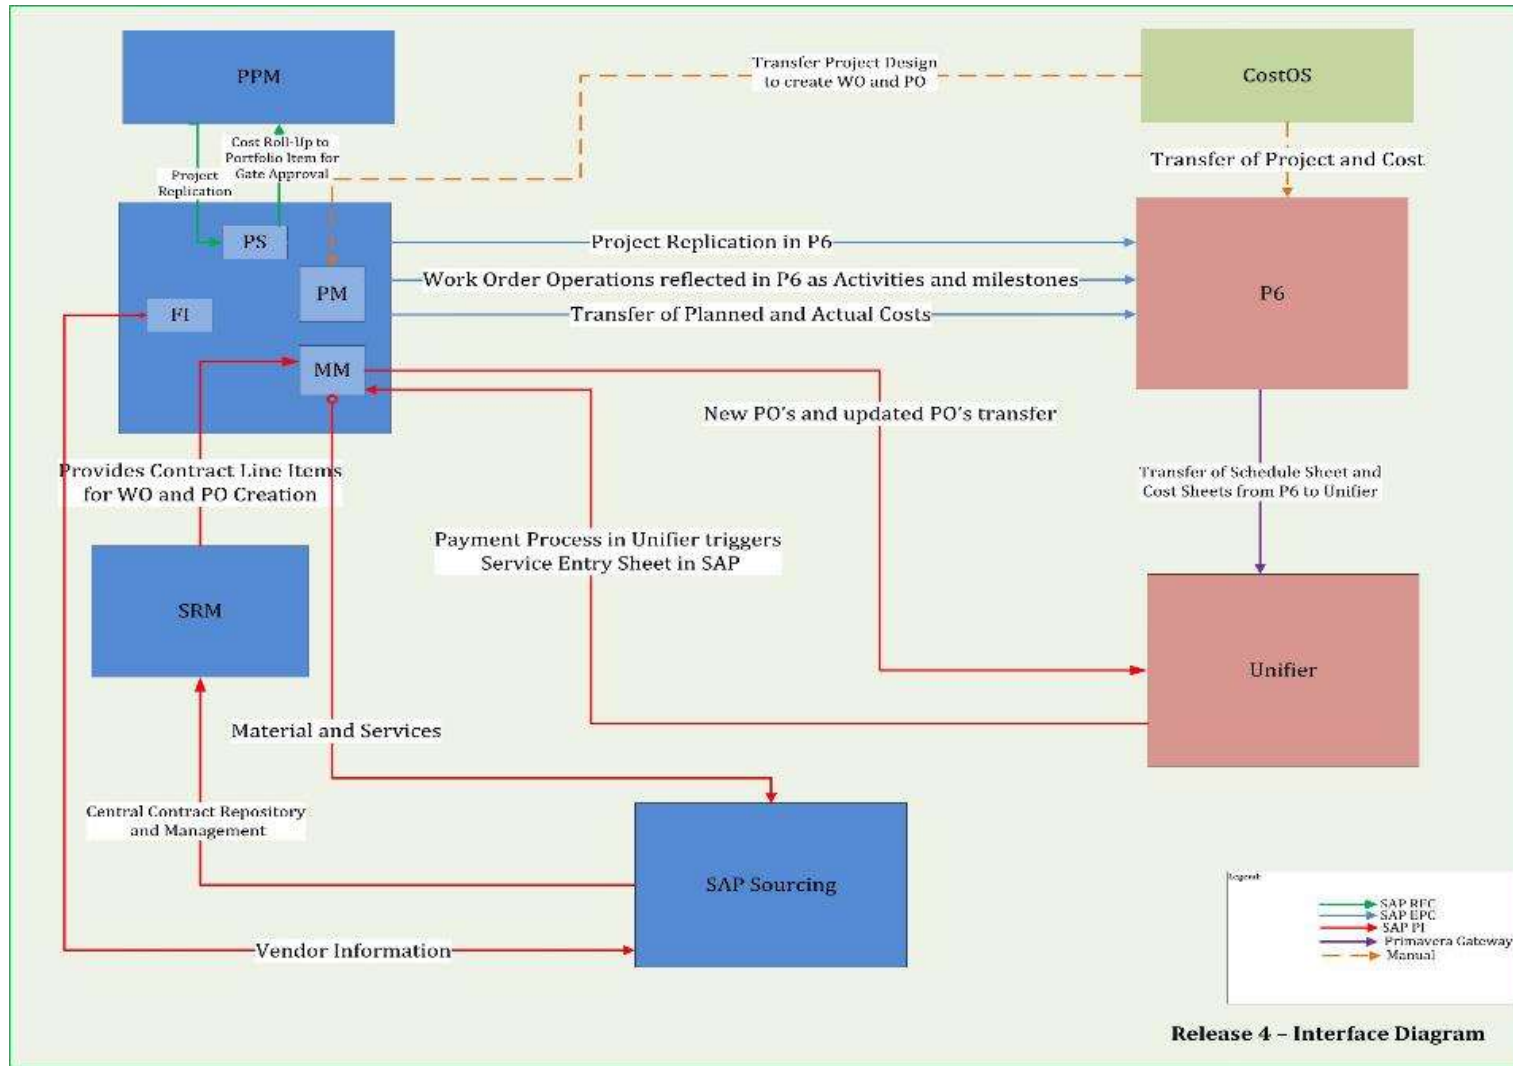 PPM
Transfer Project Design
to create WO and PO
CostOS
Cost Roll-Up to
Portfolio Item for
Gate Approval
Project
Replication
Transfer of Project and Cost
PS
Project Replication in P6
PM
Work Order Operations reflected in P6 as Activities and milestones
P6
FI
Transfer of Planned and Actual Costs
MM
New PO's and updated PO's transfer
Provides Contract Line Items
for WO and PO Creation
Transfer of Schedule Sheet and
Cost Sheets from P6 to Unifier
Payment Process in Unifier triggers
Service Entry Sheet in SAP
SRM
Unifier
Material and Services
Central Contract Repository
and Management
SAP Sourcing
Vendor Information
Legend:
SAP RFC
SAP EPC
SAP PI
Primavera Gateway
Manual
Release 4 – Interface Diagram